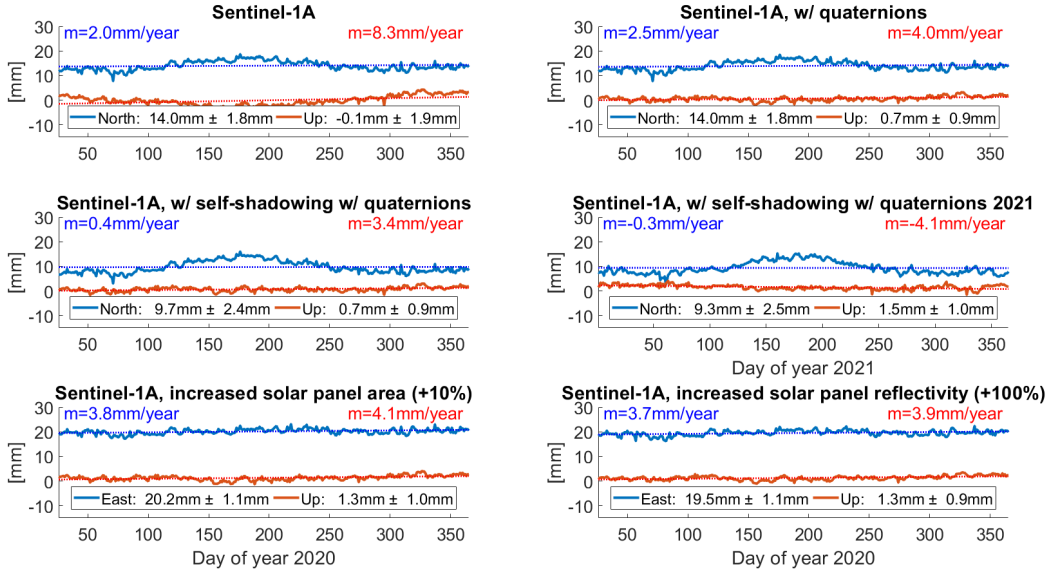 Sentinel-1A
m=2.0mm/year
m=8.3mm/year
[mm]
30
20
10
0
-10
North: 14.0mm ± 1.8mm Up: -0.1mm ± 1.9mm
50 100 150 200 250 300 350
Sentinel-1A, w/ quaternions
m=2.5mm/year
m=4.0mm/year
[mm]
30
20
10
0
-10
North: 14.0mm ± 1.8mm Up: 0.7mm ± 0.9mm
50 100 150 200 250 300 350
Sentinel-1A, w/ self-shadowing w/ quaternions
m=0.4mm/year
m=3.4mm/year
[mm]
30
20
10
0
-10
North: 9.7mm ± 2.4mm Up: 0.7mm ± 0.9mm
50 100 150 200 250 300 350
Sentinel-1A, w/ self-shadowing w/ quaternions 2021
m=-0.3mm/year
m=-4.1mm/year
[mm]
30
20
10
0
-10
North: 9.3mm ± 2.5mm Up: 1.5mm ± 1.0mm
50 100 150 200 250 300 350
Day of year 2021
Sentinel-1A, increased solar panel area (+10%)
m=3.8mm/year
m=4.1mm/year
[mm]
30
20
10
0
-10
East: 20.2mm ± 1.1mm Up: 1.3mm ± 1.0mm
50 100 150 200 250 300 350
Day of year 2020
Sentinel-1A, increased solar panel reflectivity (+100%)
m=3.7mm/year
m=3.9mm/year
[mm]
30
20
10
0
-10
East: 19.5mm ± 1.1mm Up: 1.3mm ± 0.9mm
50 100 150 200 250 300 350
Day of year 2020